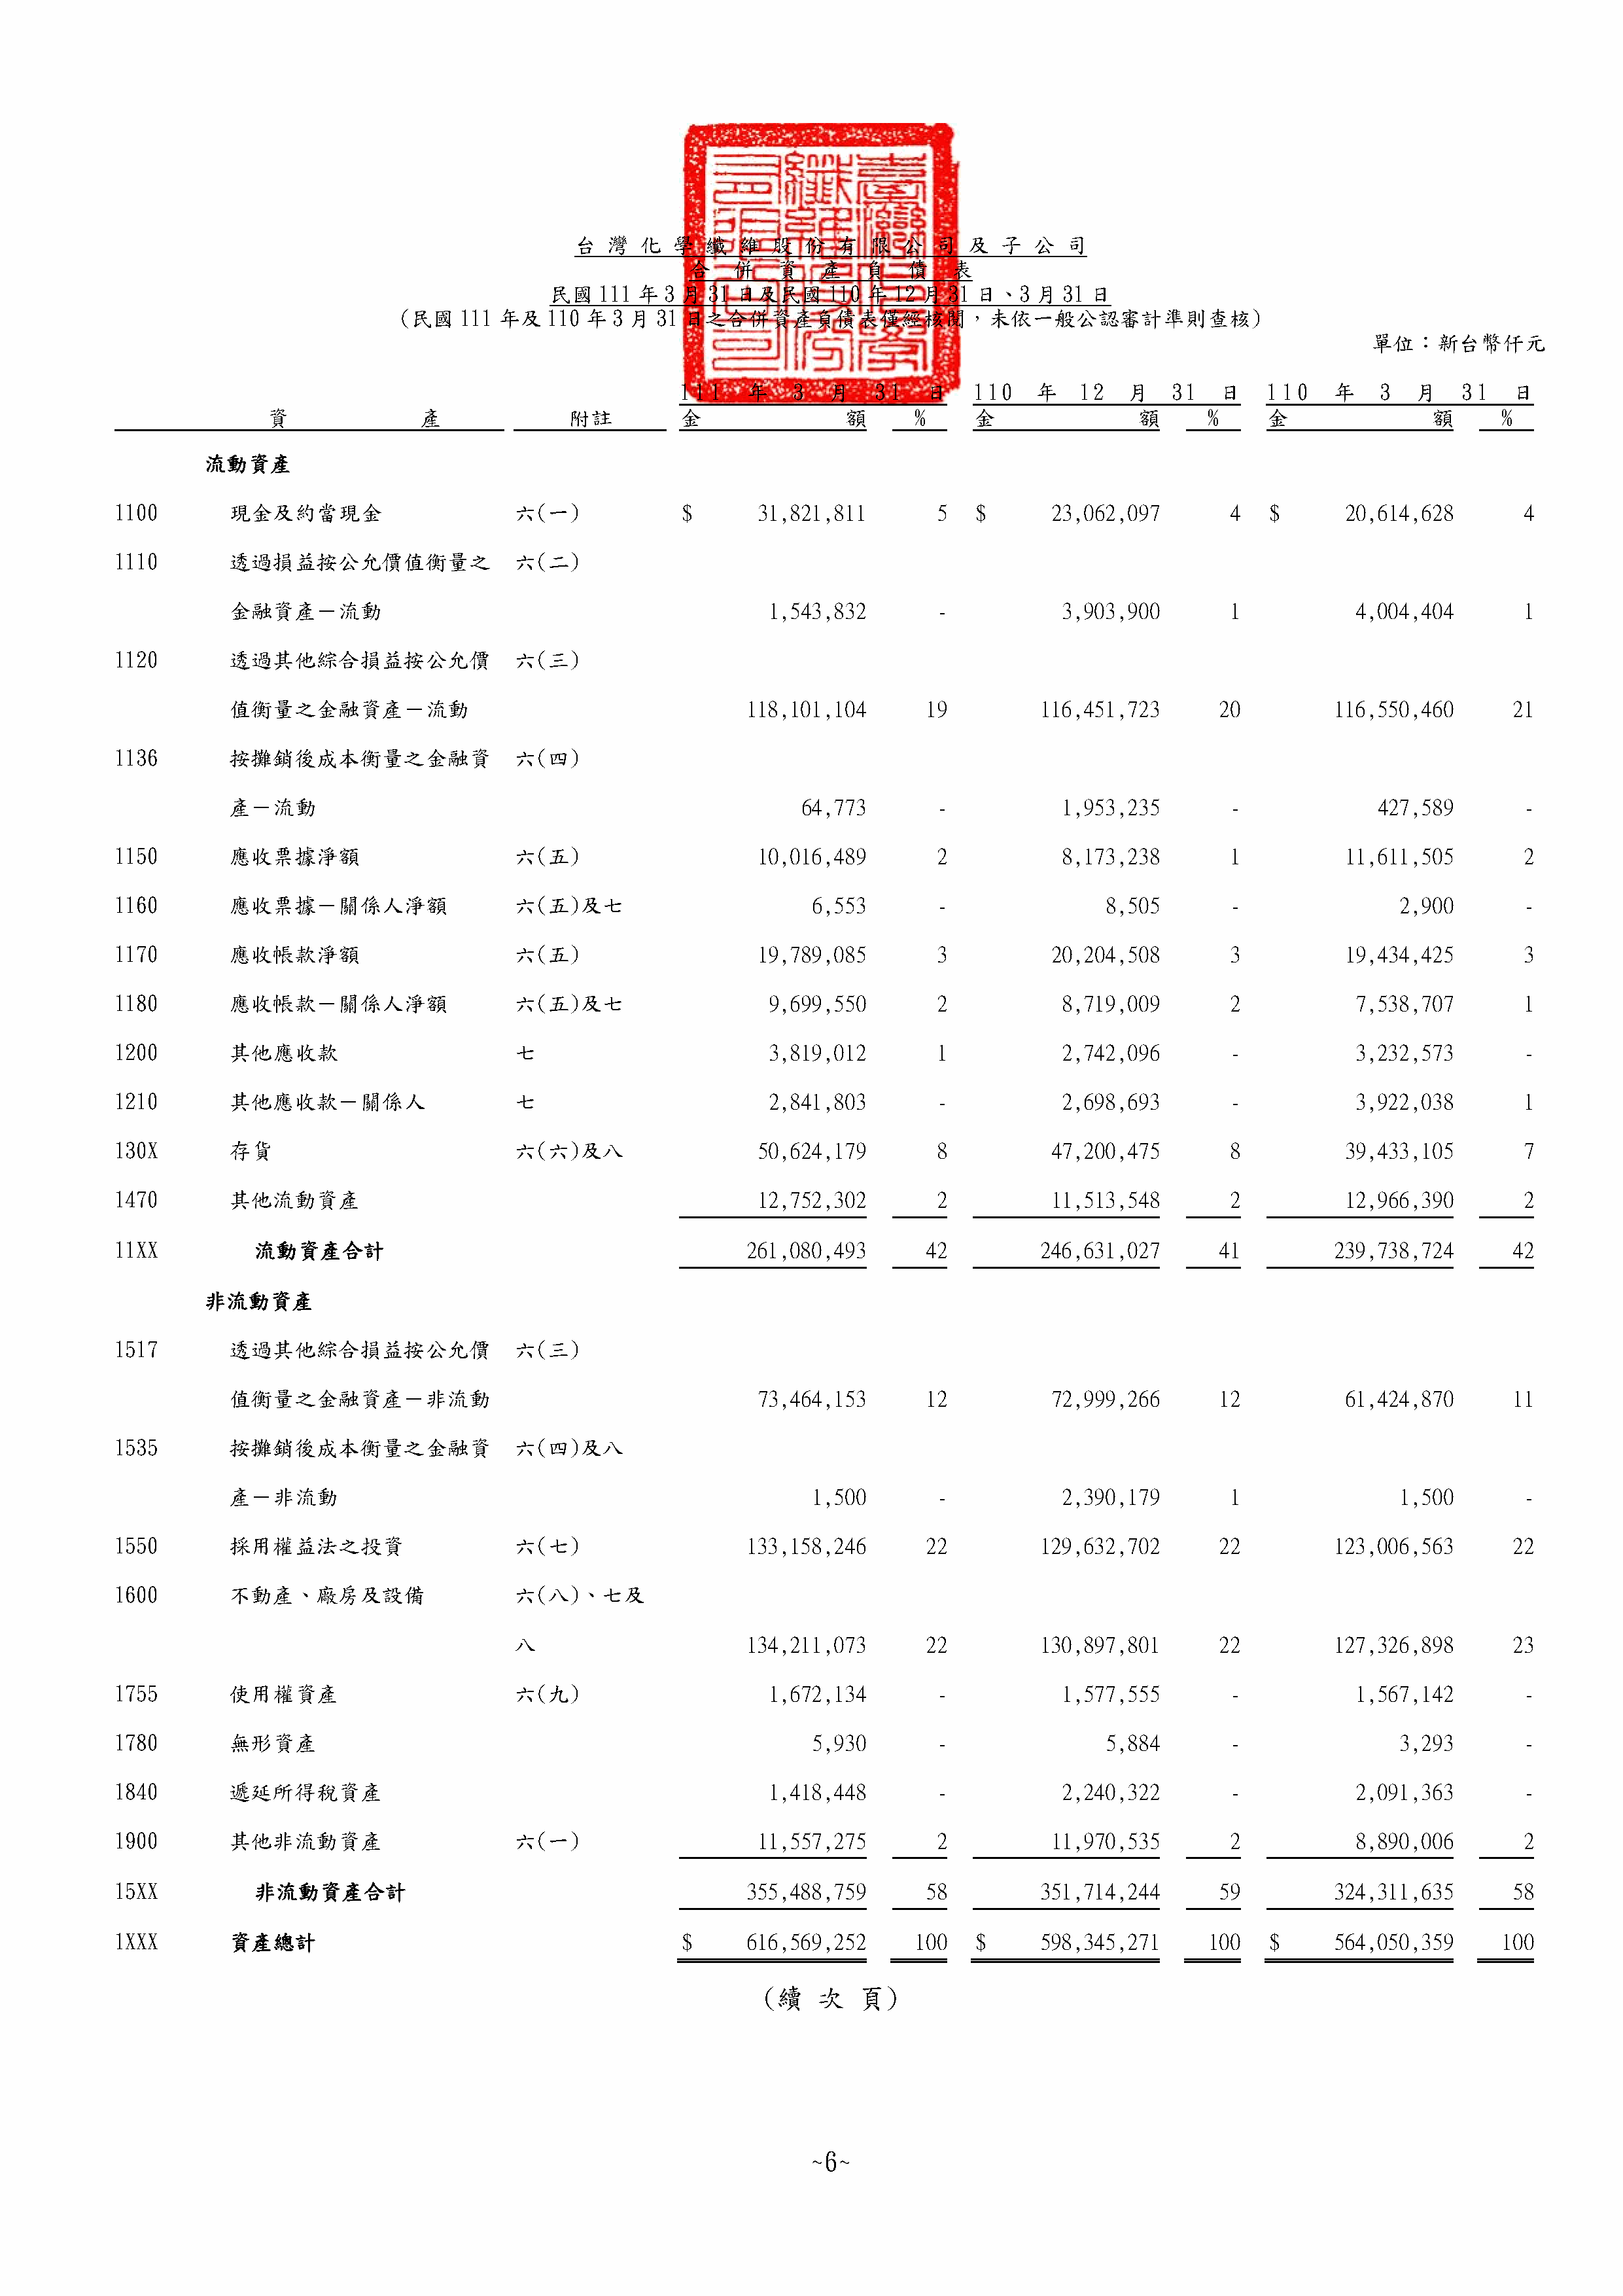 台灣化學纖維股份有限公司及子公司
合併資產負債表
民國111年3月31日及民國110年12月31日、3月31日
(民國111年及110年3月31日之合併資產負債表僅經核閱,未依一般公認審計準則查核)
單位：新台幣仟元
111 年 3 月 31 日 110 年 12 月 31 日 110 年 3 月 31 日
資 產 附註 金 額 % 金 額 % 金 額 %
流動資產
1100 現金及約當現金 六(一) $ 31,821,811 5 $ 23,062,097 4 $ 20,614,628 4
1110 透過損益按公允價值衡量之 六(二)
金融資產－流動 1,543,832 - 3,903,900 1 4,004,404 1
1120 透過其他綜合損益按公允價 六(三)
值衡量之金融資產－流動 118,101,104 19 116,451,723 20 116,550,460 21
1136 按攤銷後成本衡量之金融資 六(四)
產－流動 64,773 - 1,953,235 - 427,589 -
1150 應收票據淨額 六(五) 10,016,489 2 8,173,238 1 11,611,505 2
1160 應收票據－關係人淨額 六(五)及七 6,553 - 8,505 - 2,900 -
1170 應收帳款淨額 六(五) 19,789,085 3 20,204,508 3 19,434,425 3
1180 應收帳款－關係人淨額 六(五)及七 9,699,550 2 8,719,009 2 7,538,707 1
1200 其他應收款 七 3,819,012 1 2,742,096 - 3,232,573 -
1210 其他應收款－關係人 七 2,841,803 - 2,698,693 - 3,922,038 1
130X 存貨 六(六)及八 50,624,179 8 47,200,475 8 39,433,105 7
1470 其他流動資產 12,752,302 2 11,513,548 2 12,966,390 2
11XX 流動資產合計 261,080,493 42 246,631,027 41 239,738,724 42
非流動資產
1517 透過其他綜合損益按公允價 六(三)
值衡量之金融資產－非流動 73,464,153 12 72,999,266 12 61,424,870 11
1535 按攤銷後成本衡量之金融資 六(四)及八
產－非流動 1,500 - 2,390,179 1 1,500 -
1550 採用權益法之投資 六(七) 133,158,246 22 129,632,702 22 123,006,563 22
1600 不動產、廠房及設備 六(八)、七及
八 134,211,073 22 130,897,801 22 127,326,898 23
1755 使用權資產 六(九) 1,672,134 - 1,577,555 - 1,567,142 -
1780 無形資產 5,930 - 5,884 - 3,293 -
1840 遞延所得稅資產 1,418,448 - 2,240,322 - 2,091,363 -
1900 其他非流動資產 六(一) 11,557,275 2 11,970,535 2 8,890,006 2
15XX 非流動資產合計 355,488,759 58 351,714,244 59 324,311,635 58
1XXX 資產總計 $ 616,569,252 100 $ 598,345,271 100 $ 564,050,359 100
(續次頁)
~6~